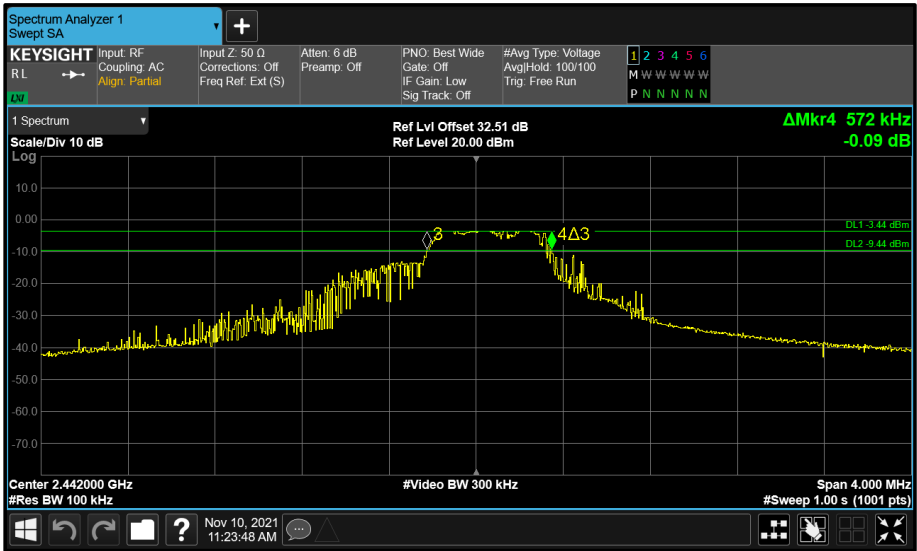 Spectrum Analyzer 1
Swept SA
+
KEYSIGHT
R L
LXI
Input: RF
Coupling: AC
Align: Partial
Input Z: 50 Ω
Corrections: Off
Freq Ref: Ext (S)
Atten: 6 dB
Preamp: Off
PNO: Best Wide
Gate: Off
IF Gain: Low
Sig Track: Off
#Avg Type: Voltage
Avg|Hold: 100/100
Trig: Free Run
1 2 3 4 5 6
M W W W W W
P N N N N N
1 Spectrum
Scale/Div 10 dB
Ref Lvl Offset 32.51 dB
Ref Level 20.00 dBm
ΔMkr4 572 kHz
-0.09 dB
Log
10.0
0.00
-10.0
-20.0
-30.0
-40.0
-50.0
-60.0
-70.0
3
4Δ3
DL1 -3.44 dBm
DL2 -9.44 dBm
Center 2.442000 GHz
#Video BW 300 kHz
Span 4.000 MHz
#Res BW 100 kHz
#Sweep 1.00 s (1001 pts)
?
Nov 10, 2021
11:23:48 AM